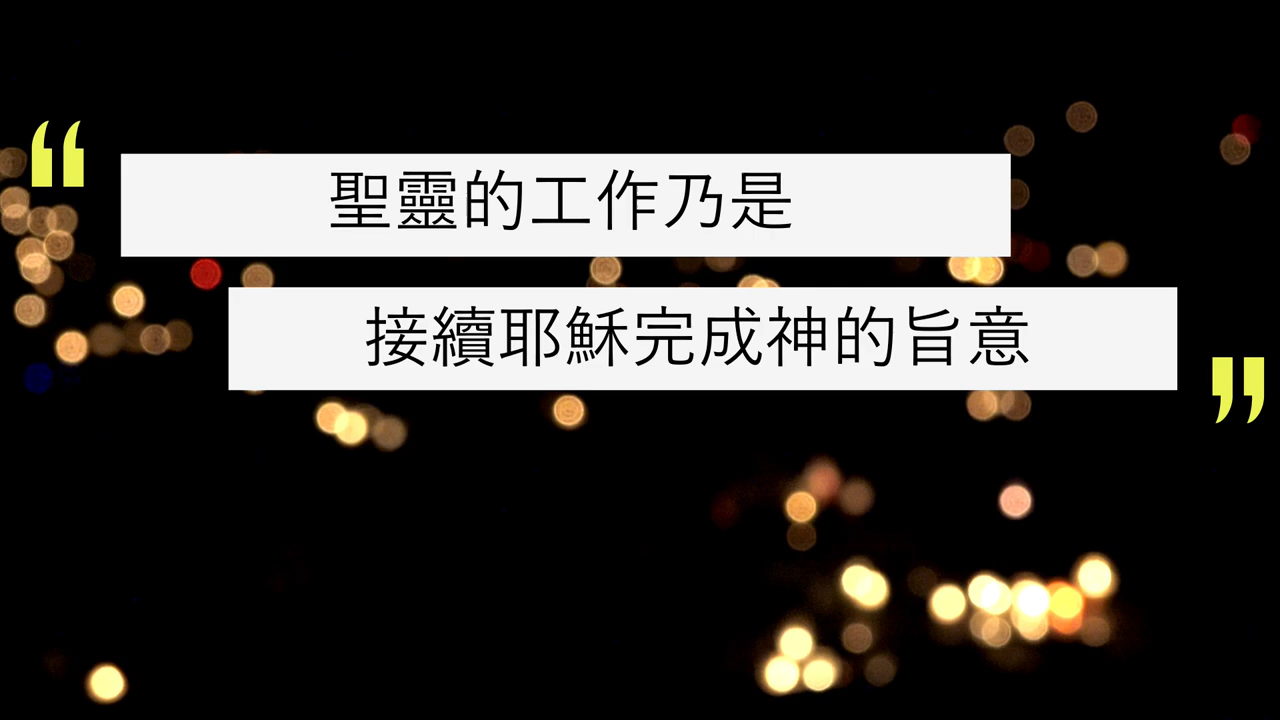 “
聖靈的工作乃是
接續耶穌完成神的旨意
”